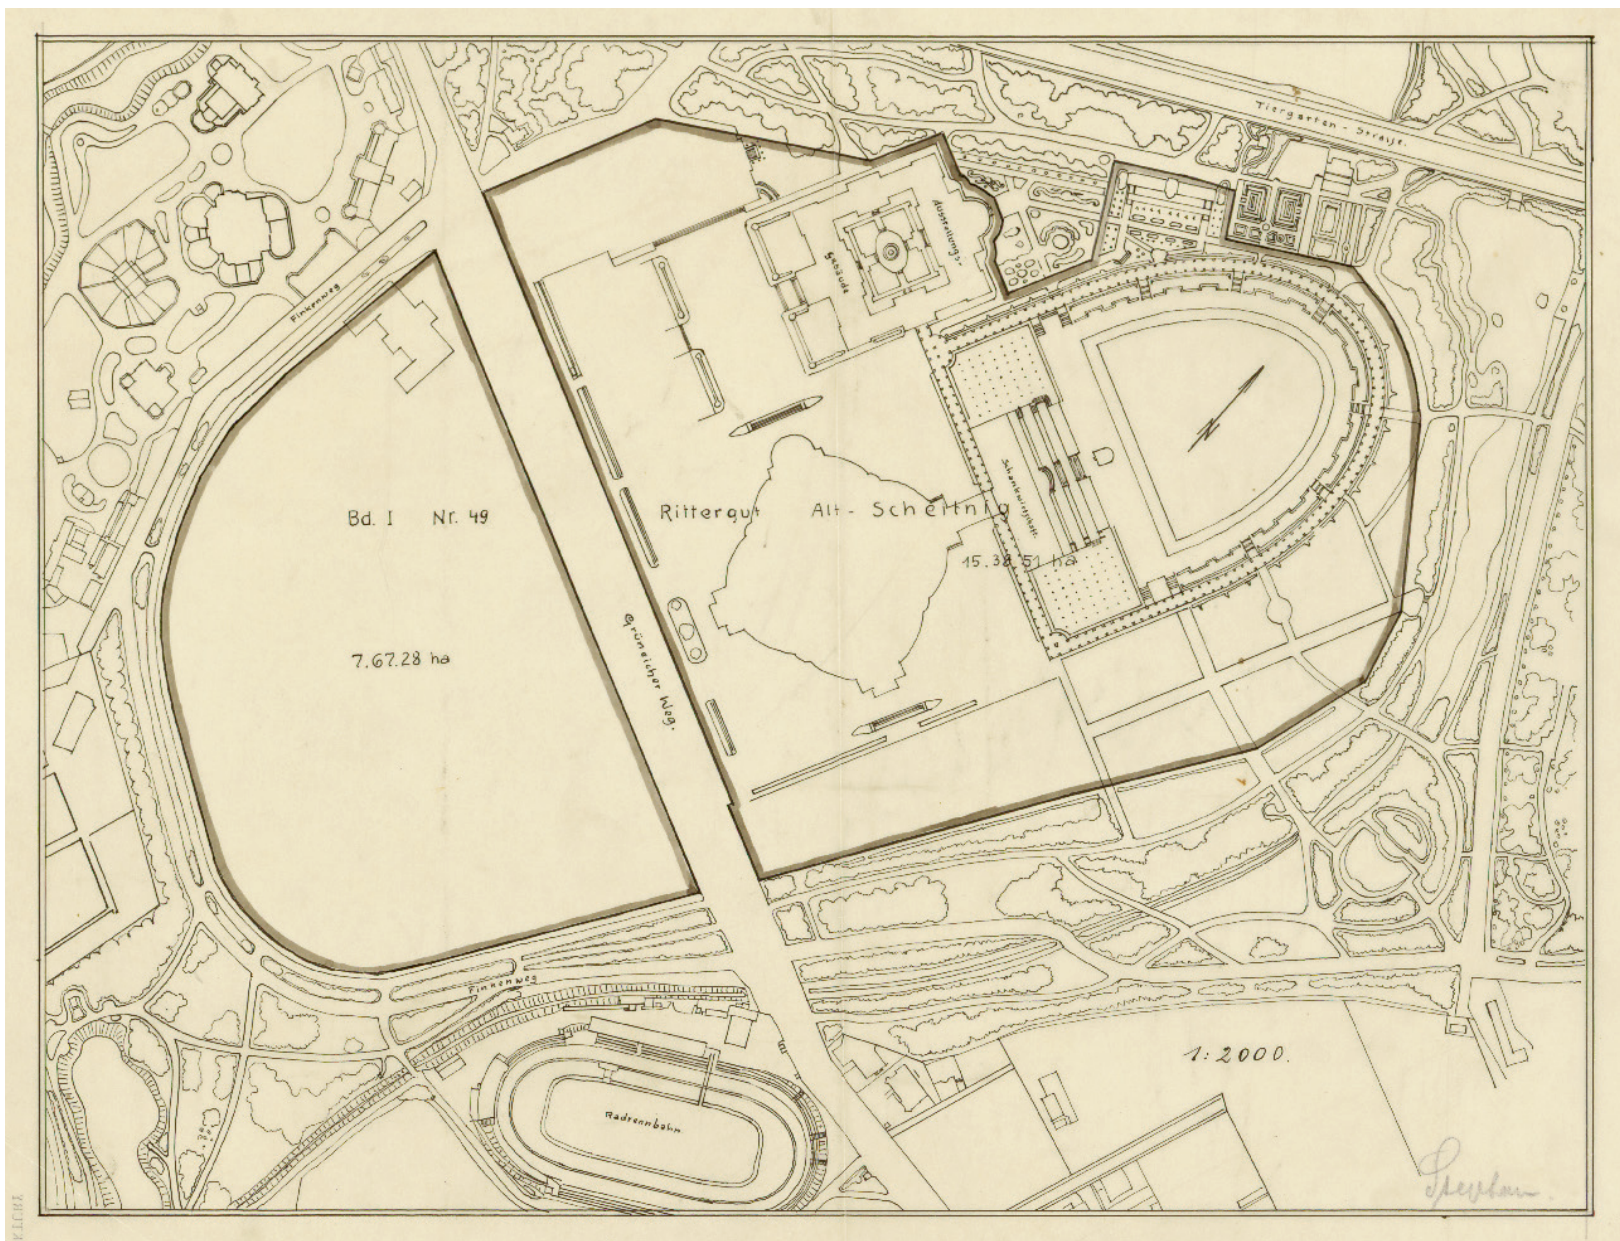 Tiergarten - Straße.
Ausstellungs-
gebäude
Finkenweg
Bd. I Nr. 49
Rittergut Alt - Scheitnig
Schankwirtschaft.
15.38.51 ha
7.67.28 ha
Grüneicher Weg.
Finkenweg
1:2000.
Radrennbahn
Stephan.